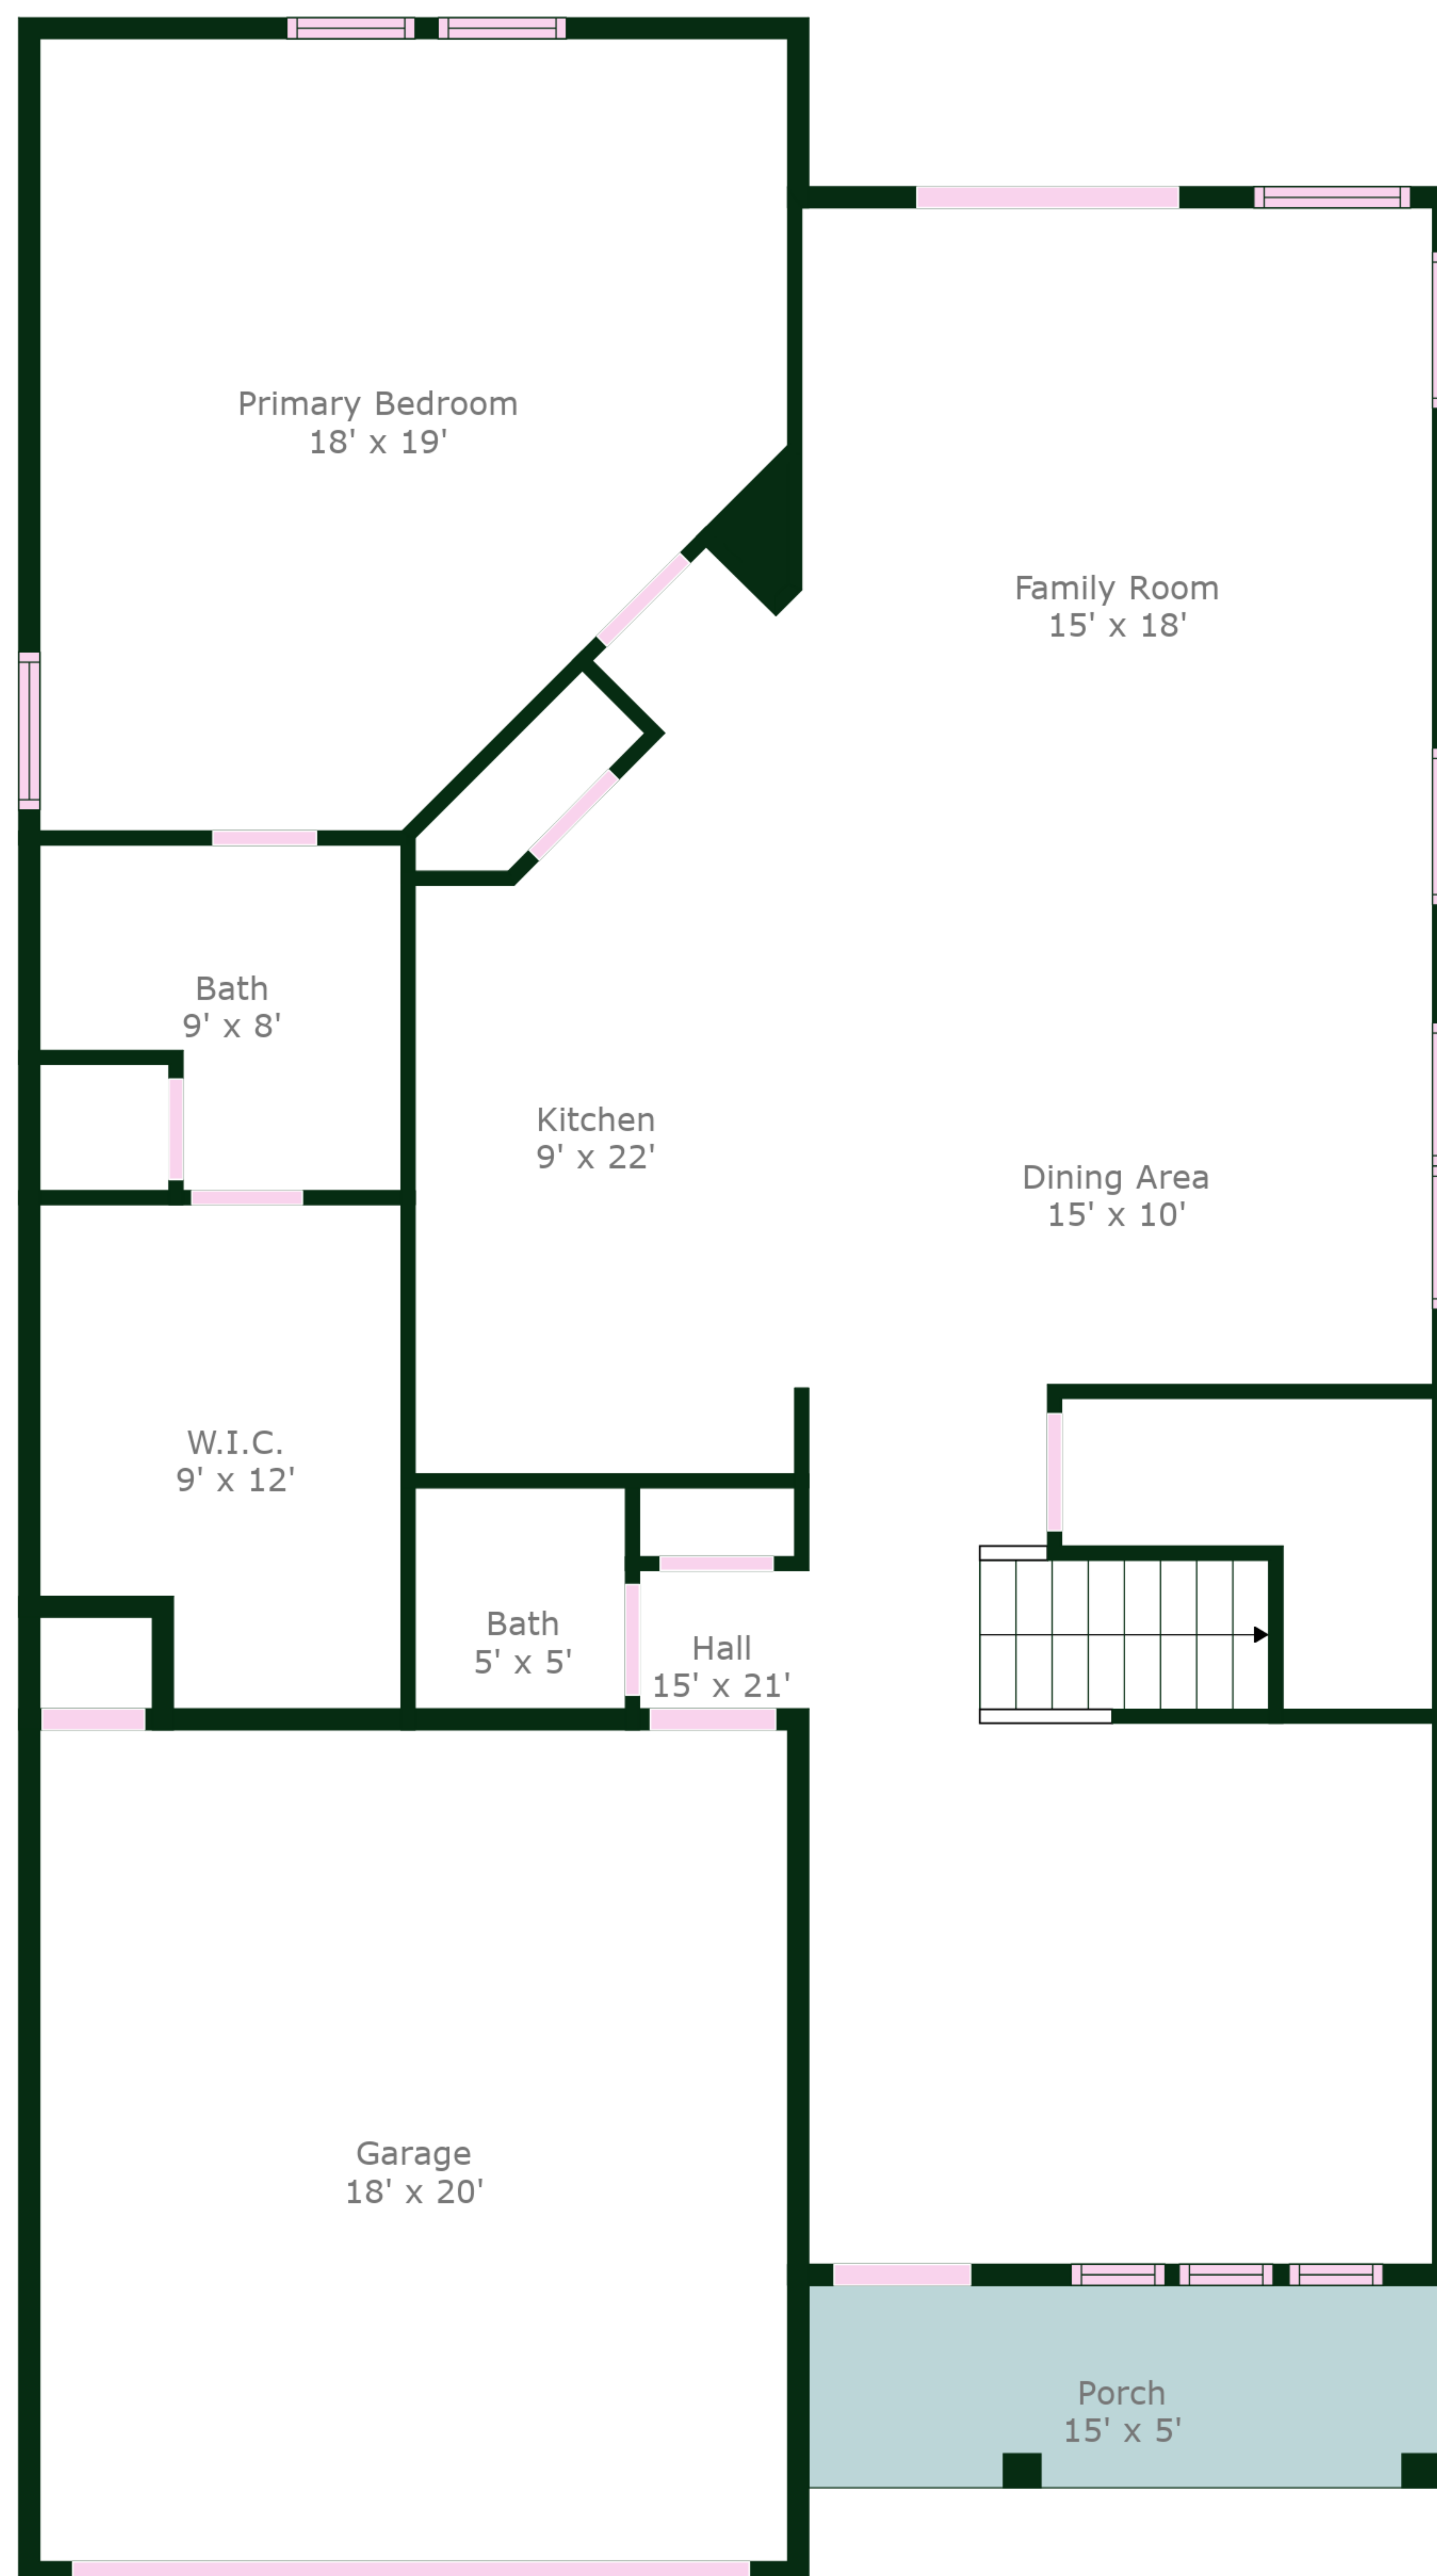 Primary Bedroom
18' x 19'
Family Room
15' x 18'
Bath
9' x 8'
Kitchen
9' x 22'
Dining Area
15' x 10'
W.I.C.
9' x 12'
Bath
5' x 5'
Hall
15' x 21'
Garage
18' x 20'
Porch
15' x 5'